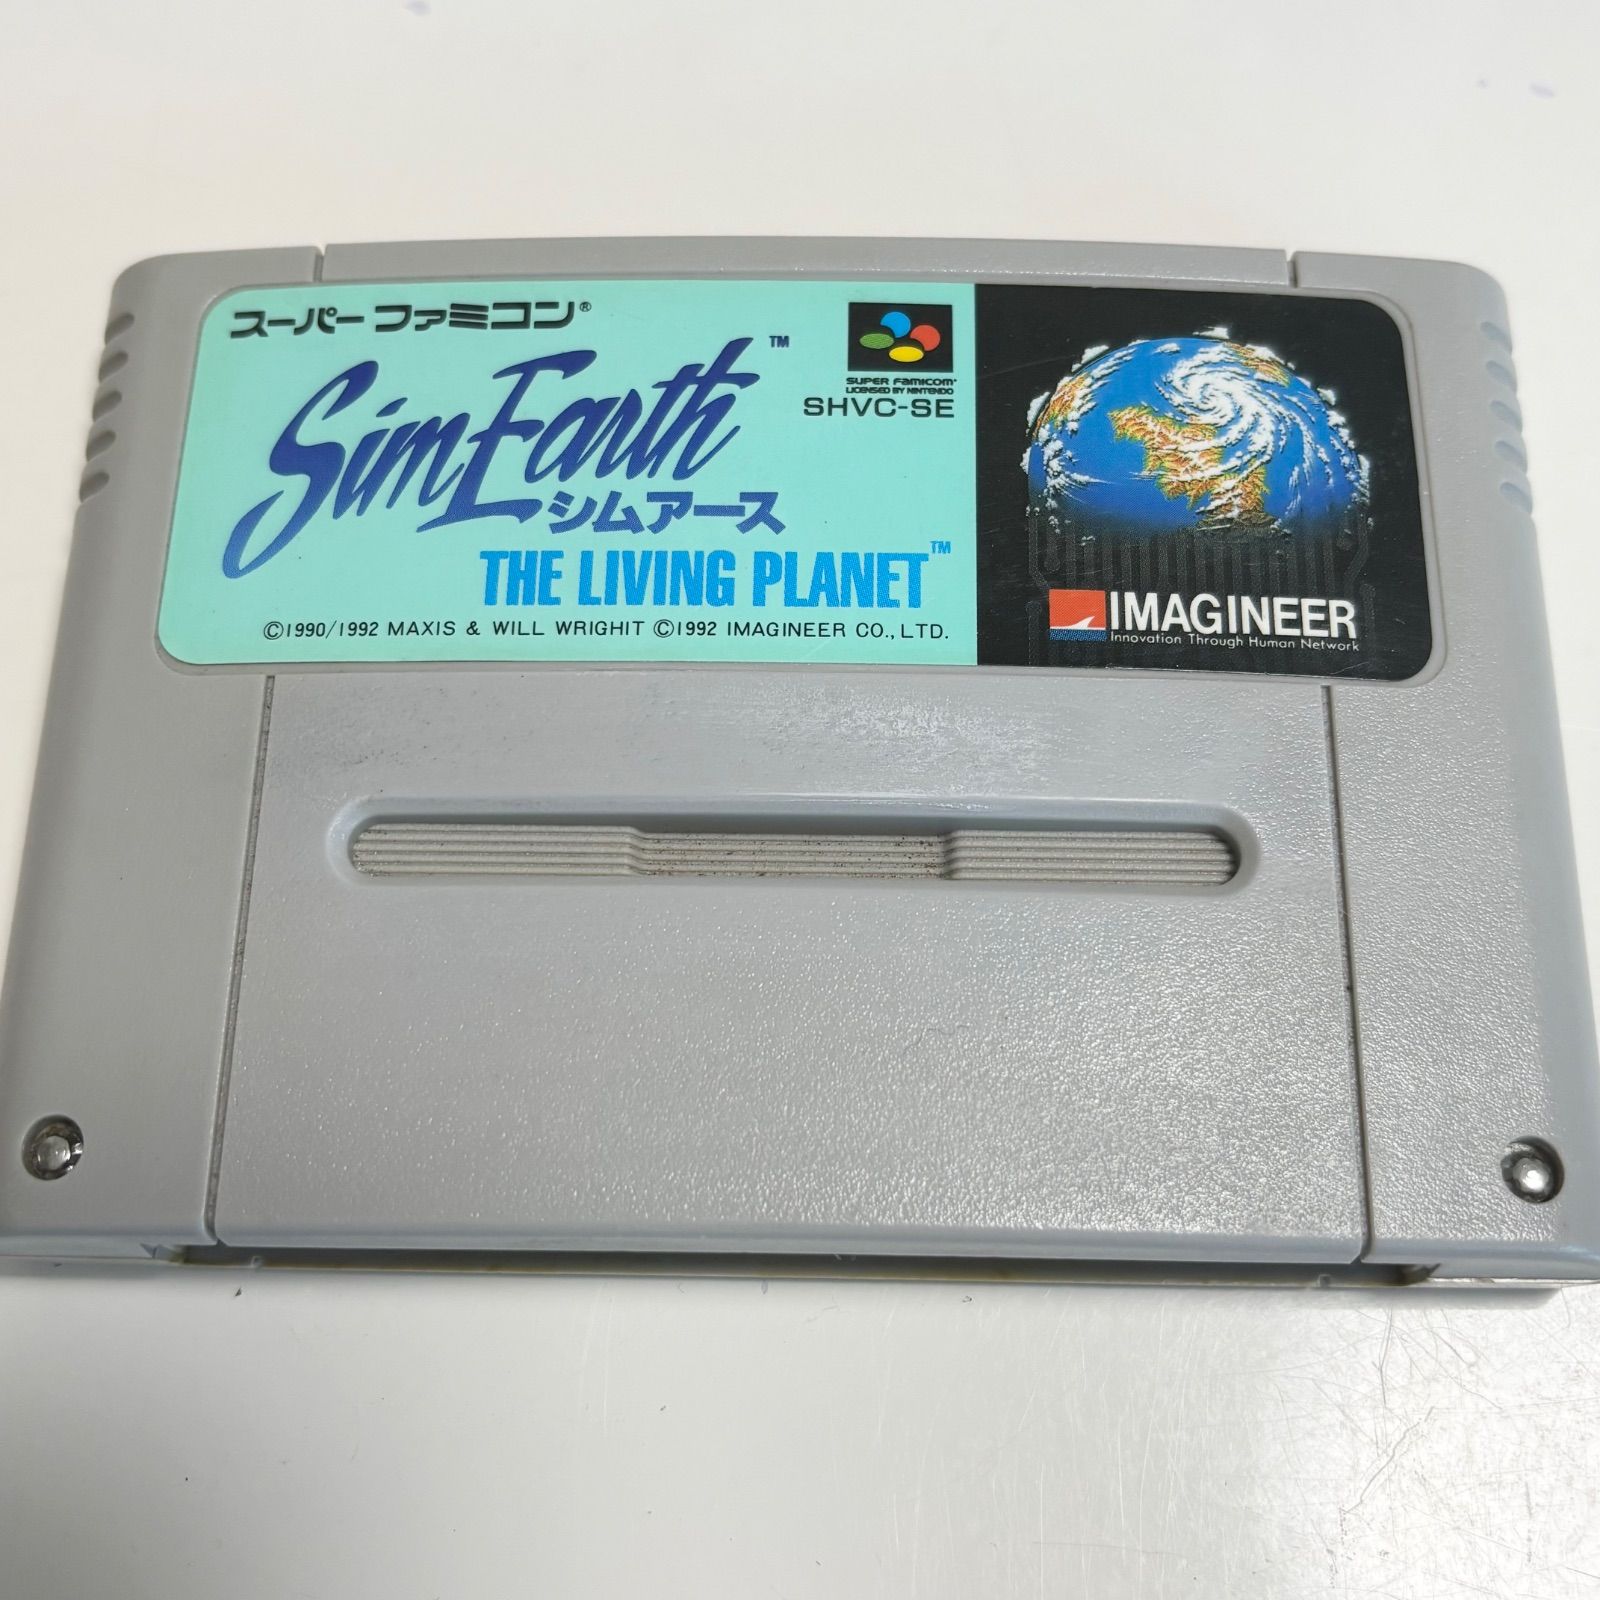 スーパーファミコン®
SimEarth™
シムアース
THE LIVING PLANET™
©1990/1992 MAXIS & WILL WRIGHIT ©1992 IMAGINEER CO.,LTD.
SUPER FAMICOM
LICENSED BY NINTENDO
SHVC-SE
IMAGINEER
Innovation Through Human Network